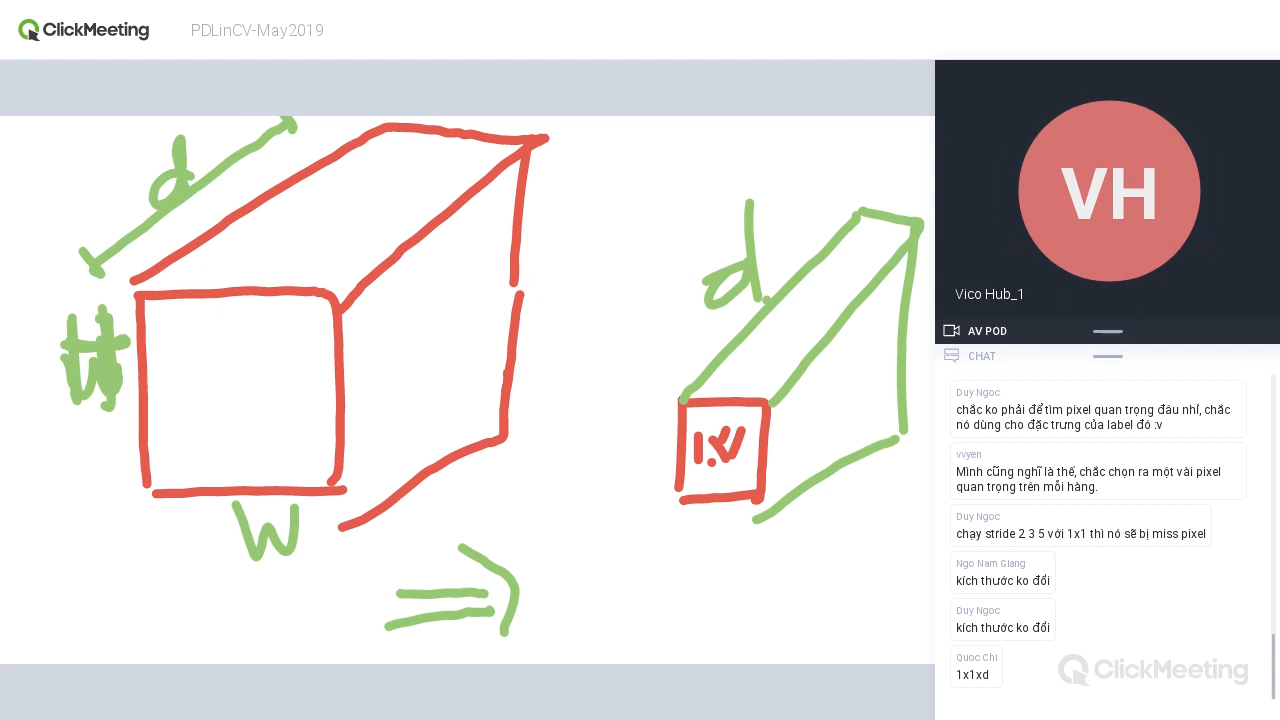 ClickMeeting
PDLinCV-May2019
d
H
W
d
VH
Vico Hub_1
AV POD
CHAT
Duy Ngoc
chắc ko phải để tìm pixel quan trọng đâu nhỉ, chắc
nó dùng cho đặc trưng của label đó :v
vvyen
Mình cũng nghĩ là thế, chắc chọn ra một vài pixel
quan trọng trên mỗi hàng.
Duy Ngoc
chạy stride 2 3 5 với 1x1 thì nó sẽ bị miss pixel
Ngo Nam Giang
kích thước ko đổi
Duy Ngoc
kích thước ko đổi
Quoc Chi
1x1xd
ClickMeeting